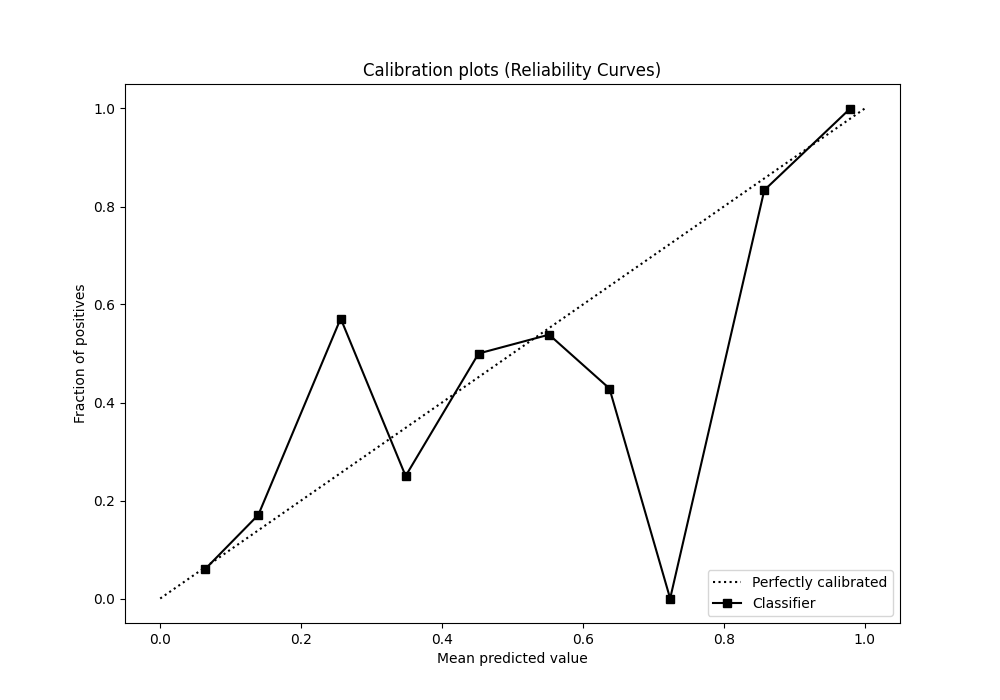 Calibration plots (Reliability Curves)
1.0
0.8
0.6
0.4
0.2
0.0
Fraction of positives
0.0 0.2 0.4 0.6 0.8 1.0
Mean predicted value
Perfectly calibrated
Classifier